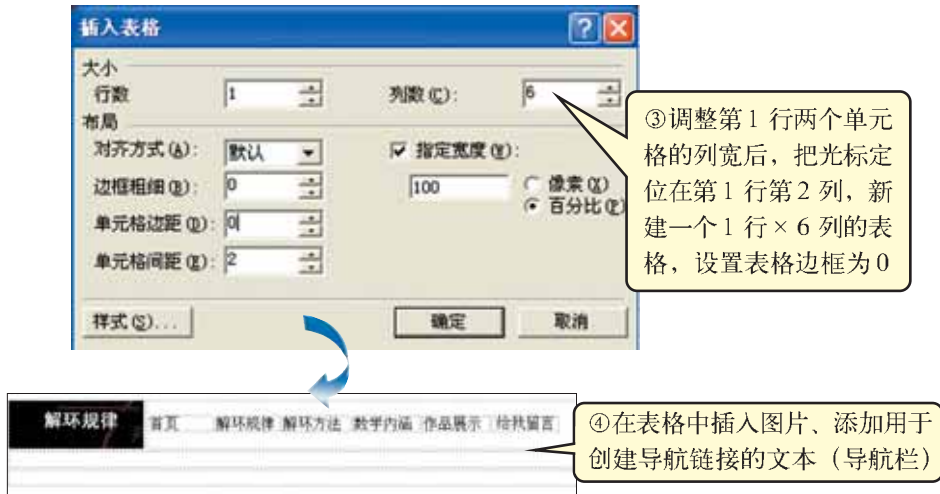 插入表格
大小
行数 1 列数(C): 6
布局
对齐方式(A): 默认 指定宽度(W):
边框粗细(B): 0 100 像素(X)
百分比(P)
单元格边距(D): 0
单元格间距(E): 2
样式(S)... 确定 取消
③调整第1行两个单元
格的列宽后，把光标定
位在第1行第2列，新
建一个1行×6列的表
格，设置表格边框为0
解环规律 首页 解环规律 解环方法 数学内涵 作品展示 给我留言
④在表格中插入图片、添加用于
创建导航链接的文本（导航栏）